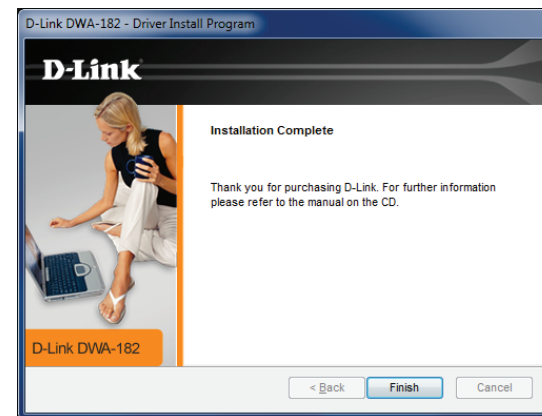 D-Link DWA-182 - Driver Install Program
D-Link
Installation Complete
Thank you for purchasing D-Link. For further information
please refer to the manual on the CD.
D-Link DWA-182
< Back
Finish
Cancel